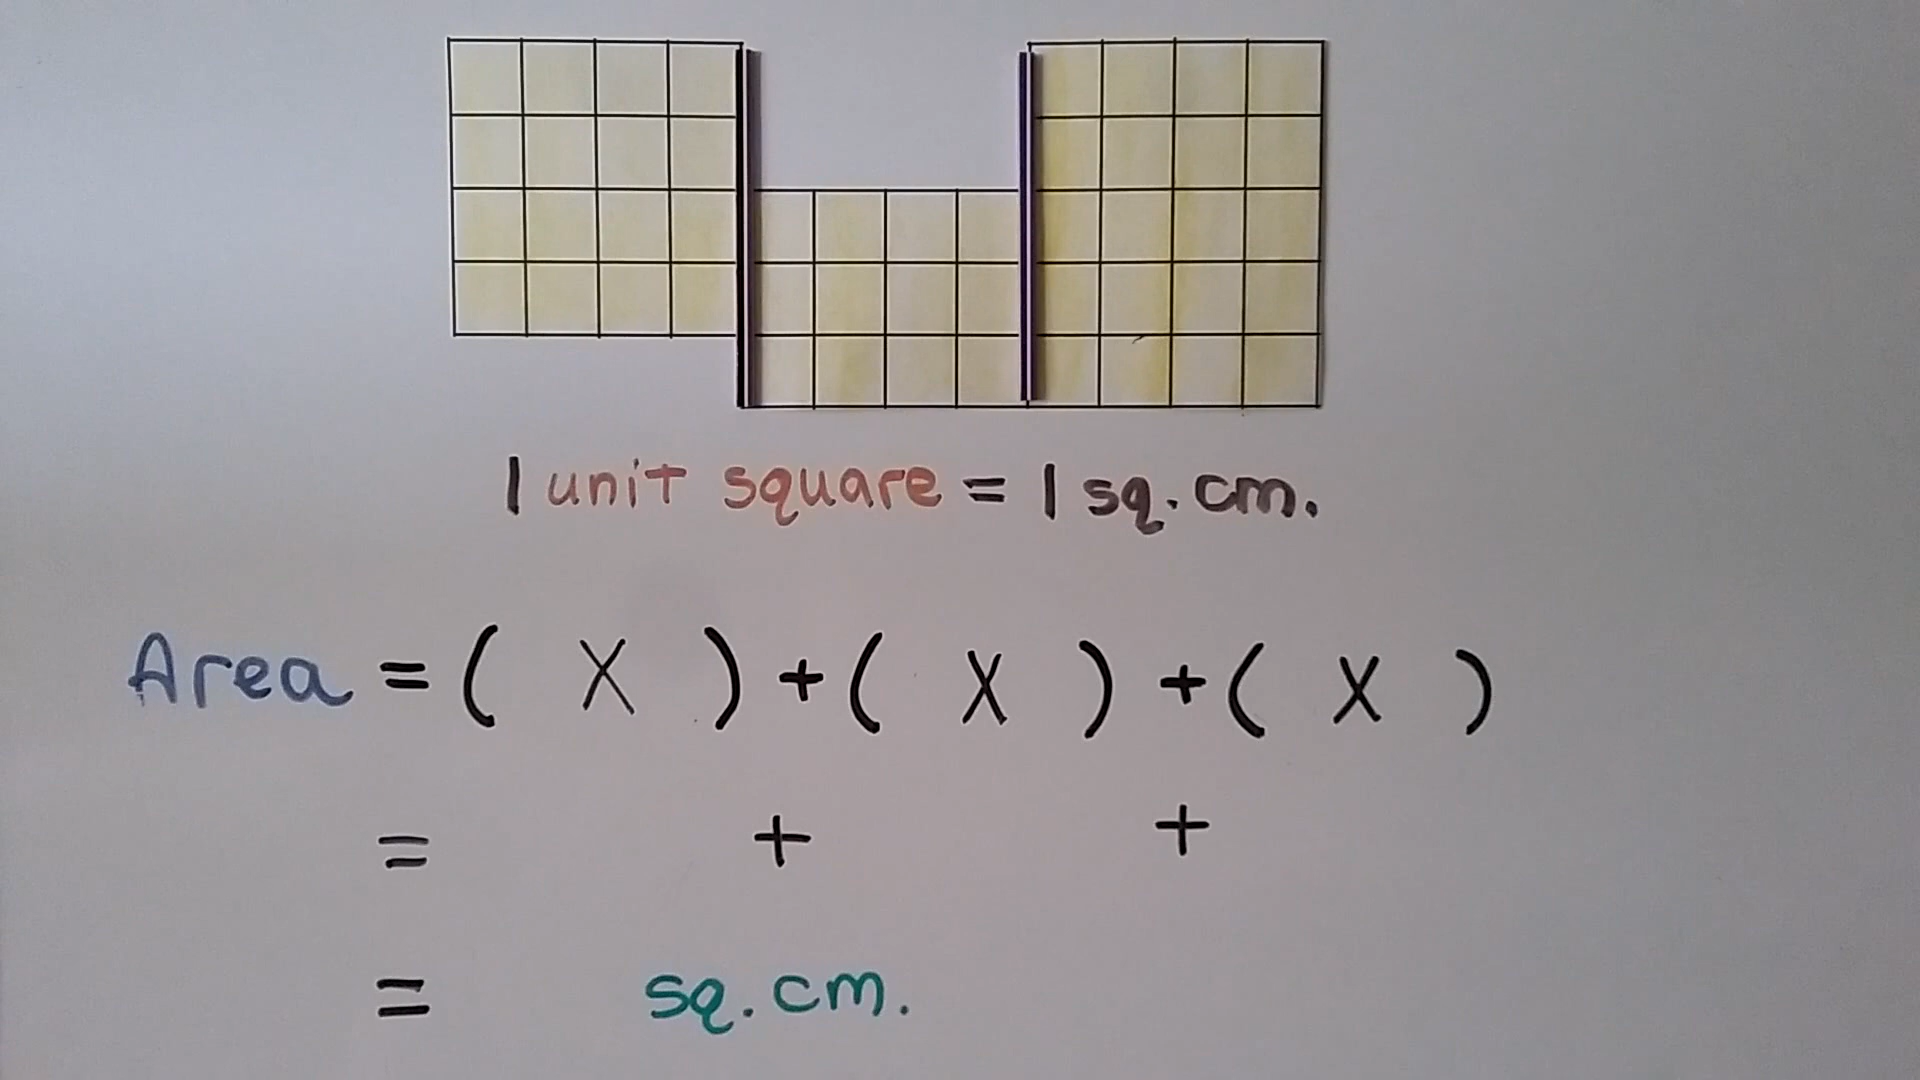 1 unit square = 1 sq. cm.
Area = ( X ) + ( X ) + ( X )
= + +
= sq. cm.